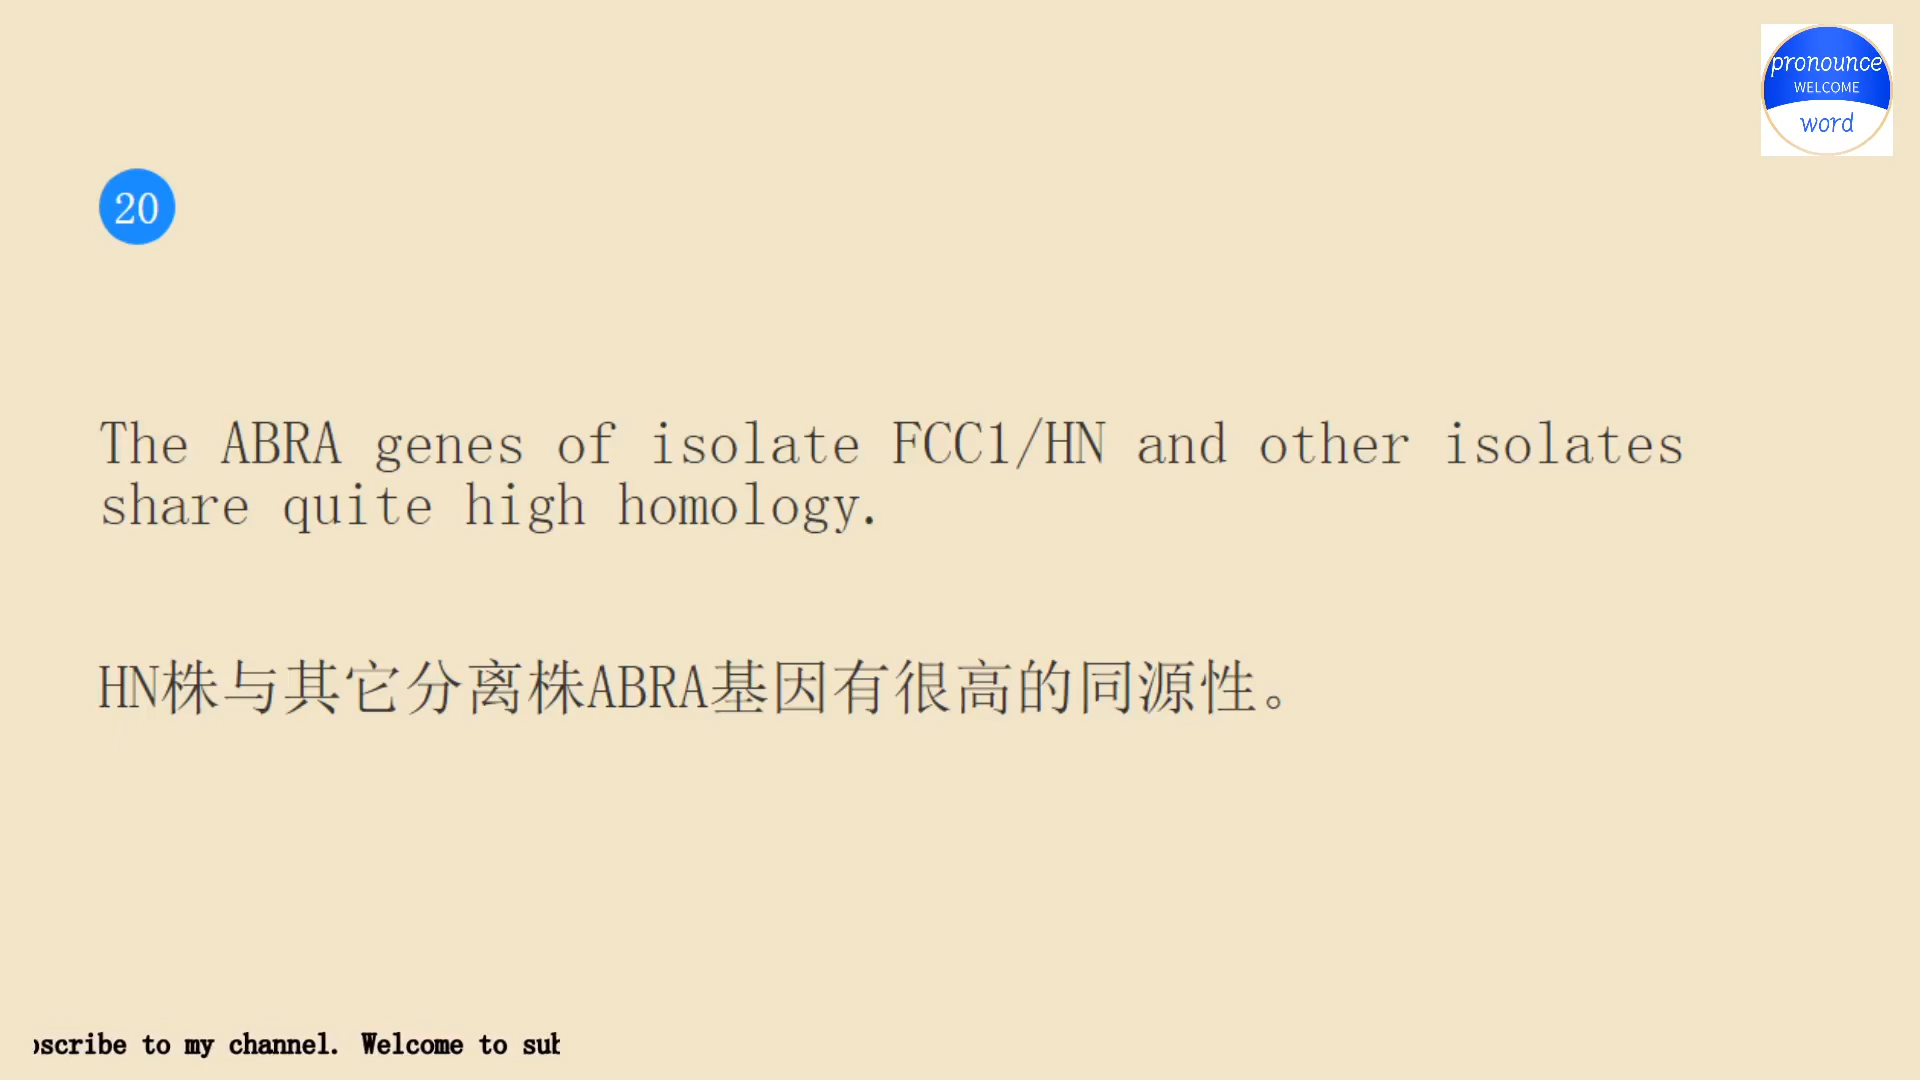 pronounce
WELCOME
word
20
The ABRA genes of isolate FCC1/HN and other isolates
share quite high homology.
HN株与其它分离株ABRA基因有很高的同源性。
to my channel. Welcome to